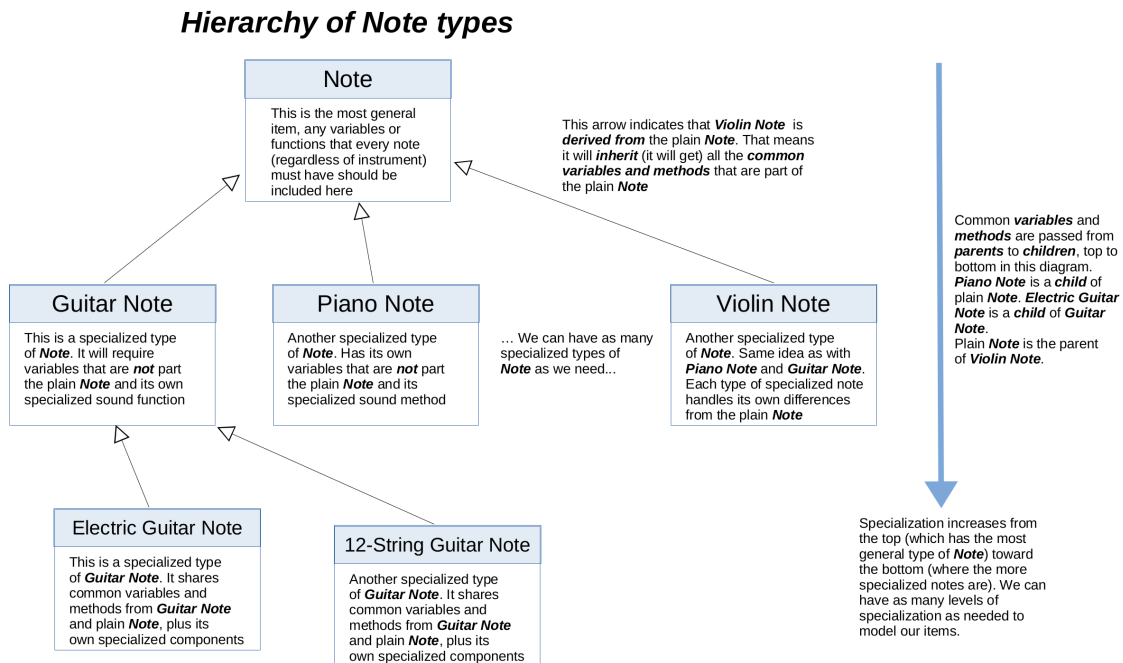 Hierarchy of Note types
Note
This is the most general
item, any variables or
functions that every note
(regardless of instrument)
must have should be
included here
This arrow indicates that Violin Note is
derived from the plain Note. That means
it will inherit (it will get) all the common
variables and methods that are part of
the plain Note
Common variables and
methods are passed from
parents to children, top to
bottom in this diagram.
Piano Note is a child of
plain Note. Electric Guitar
Note is a child of Guitar
Note.
Plain Note is the parent
of Violin Note.
Guitar Note
This is a specialized type
of Note. It will require
variables that are not part
the plain Note and its own
specialized sound function
Piano Note
Another specialized type
of Note. Has its own
variables that are not part
the plain Note and its
specialized sound method
... We can have as many
specialized types of
Note as we need...
Violin Note
Another specialized type
of Note. Same idea as with
Piano Note and Guitar Note.
Each type of specialized note
handles its own differences
from the plain Note
Electric Guitar Note
This is a specialized type
of Guitar Note. It shares
common variables and
methods from Guitar Note
and plain Note, plus its
own specialized components
12-String Guitar Note
Another specialized type
of Guitar Note. It shares
common variables and
methods from Guitar Note
and plain Note, plus its
own specialized components
Specialization increases from
the top (which has the most
general type of Note) toward
the bottom (where the more
specialized notes are). We can
have as many levels of
specialization as needed to
model our items.